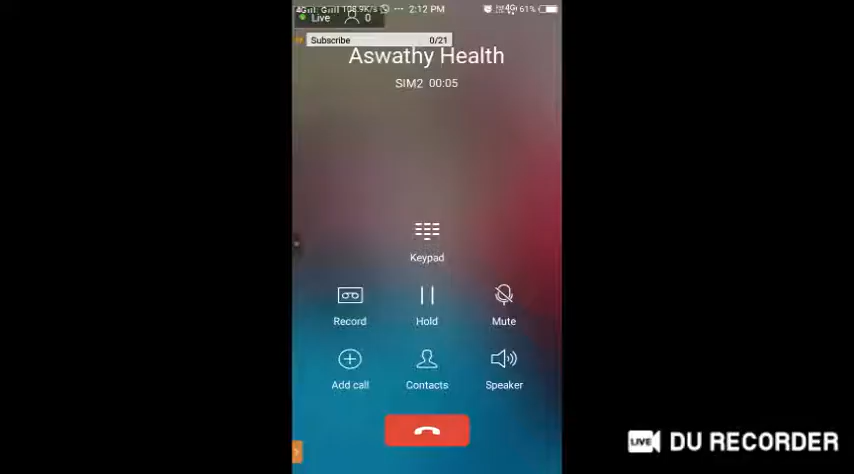 2:12 PM
61%
Live 0
Subscribe 0/21
Aswathy Health
SIM2 00:05
Keypad
Record Hold Mute
Add call Contacts Speaker
LIVE DU RECORDER